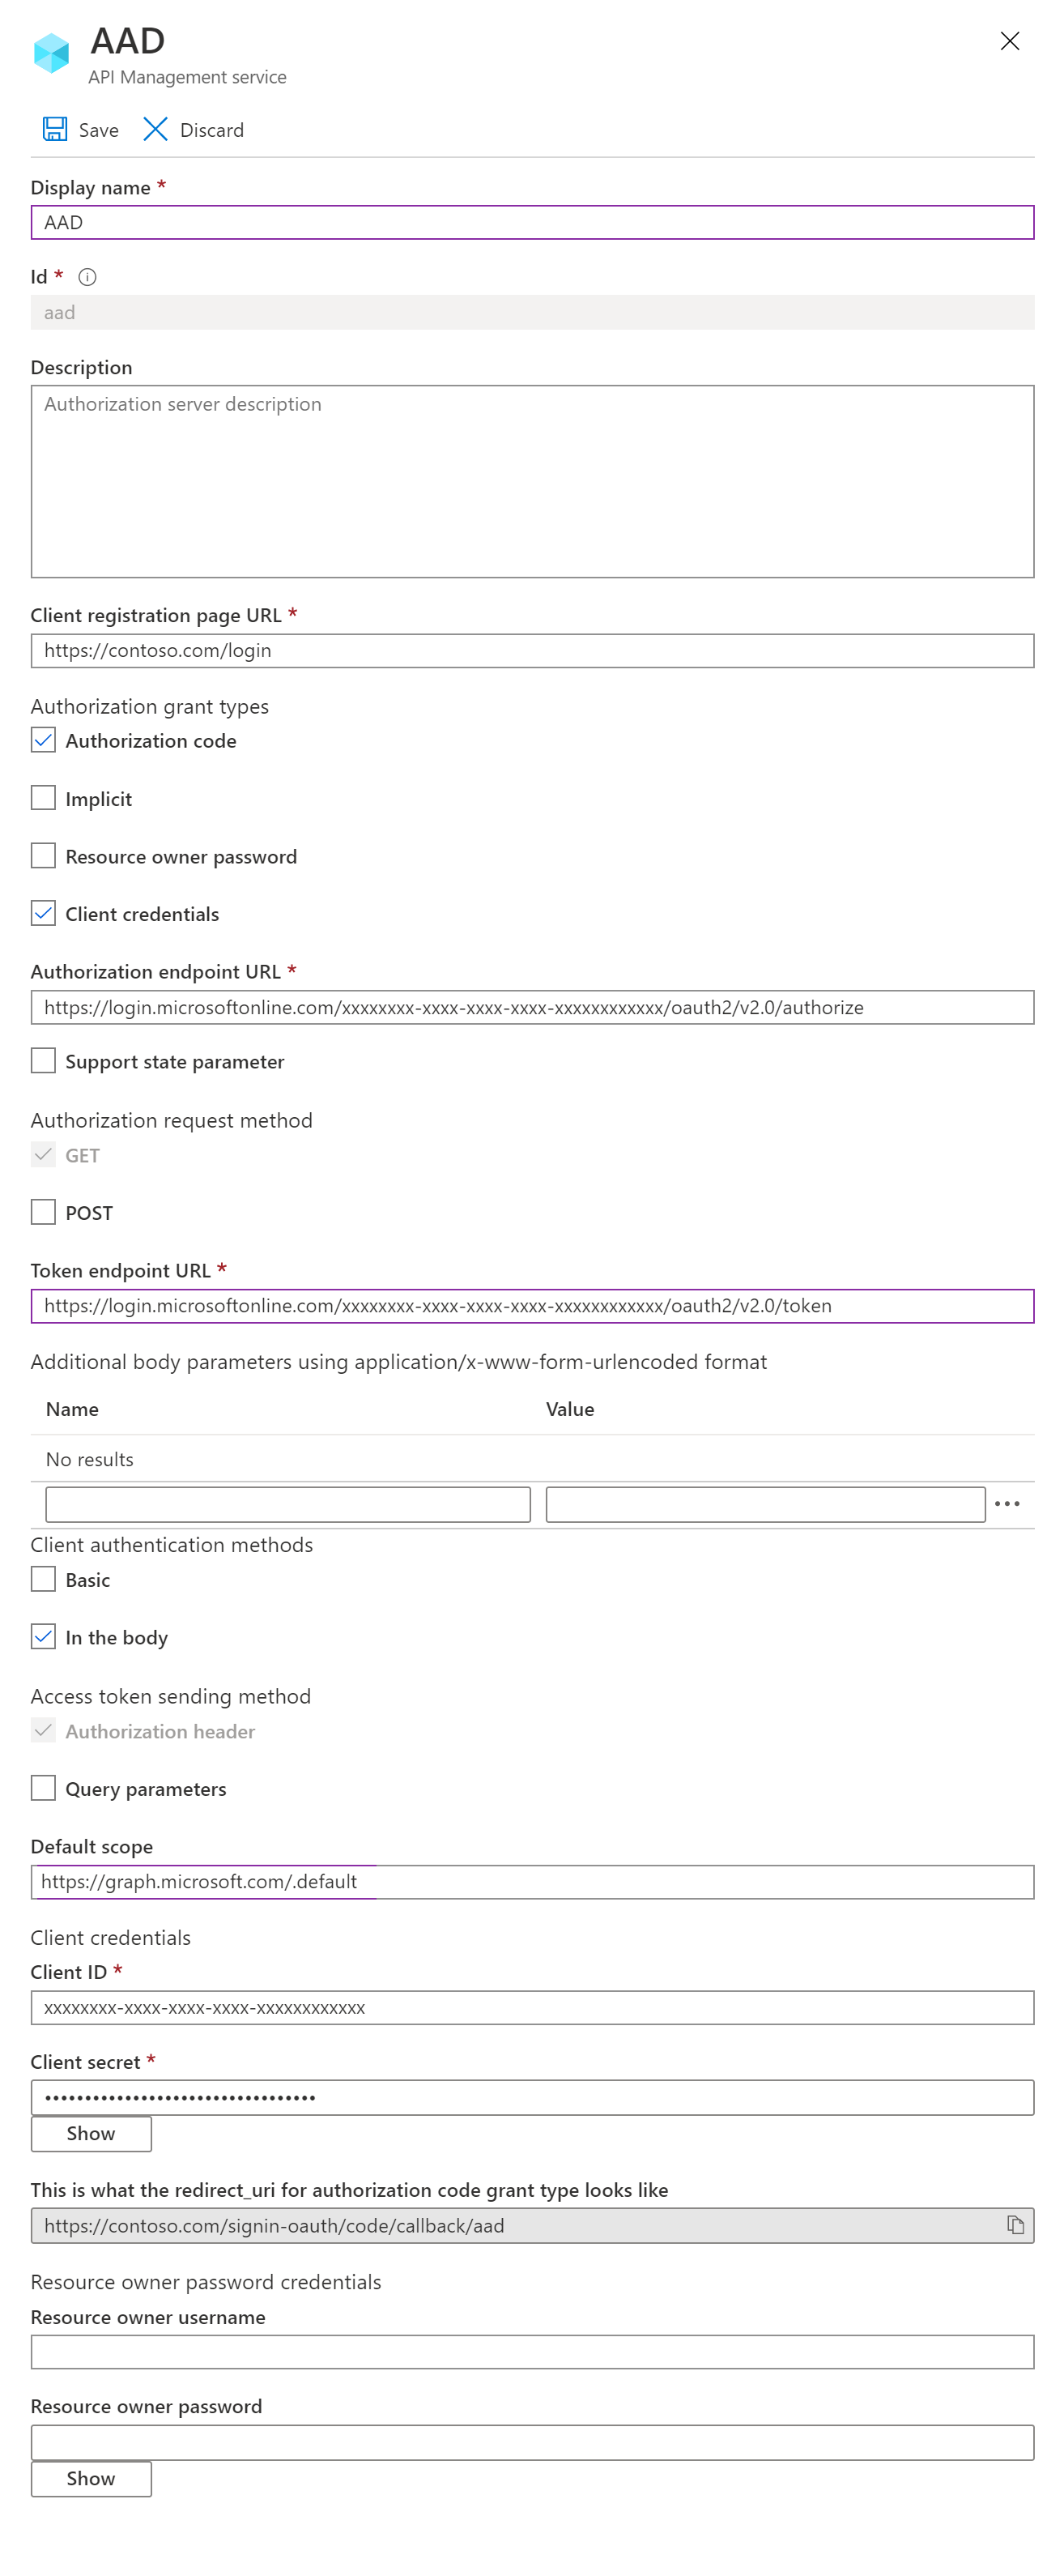 AAD
API Management service
Save Discard
Display name *
AAD
Id *
aad
Description
Authorization server description
Client registration page URL *
https://contoso.com/login
Authorization grant types
Authorization code
Implicit
Resource owner password
Client credentials
Authorization endpoint URL *
https://login.microsoftonline.com/xxxxxxxx-xxxx-xxxx-xxxx-xxxxxxxxxxxx/oauth2/v2.0/authorize
Support state parameter
Authorization request method
GET
POST
Token endpoint URL *
https://login.microsoftonline.com/xxxxxxxx-xxxx-xxxx-xxxx-xxxxxxxxxxxx/oauth2/v2.0/token
Additional body parameters using application/x-www-form-urlencoded format
Name Value
No results
Client authentication methods
Basic
In the body
Access token sending method
Authorization header
Query parameters
Default scope
https://graph.microsoft.com/.default
Client credentials
Client ID *
xxxxxxxx-xxxx-xxxx-xxxx-xxxxxxxxxxxx
Client secret *
••••••••••••••••••••••••••••••••••
Show
This is what the redirect_uri for authorization code grant type looks like
https://contoso.com/signin-oauth/code/callback/aad
Resource owner password credentials
Resource owner username
Resource owner password
Show